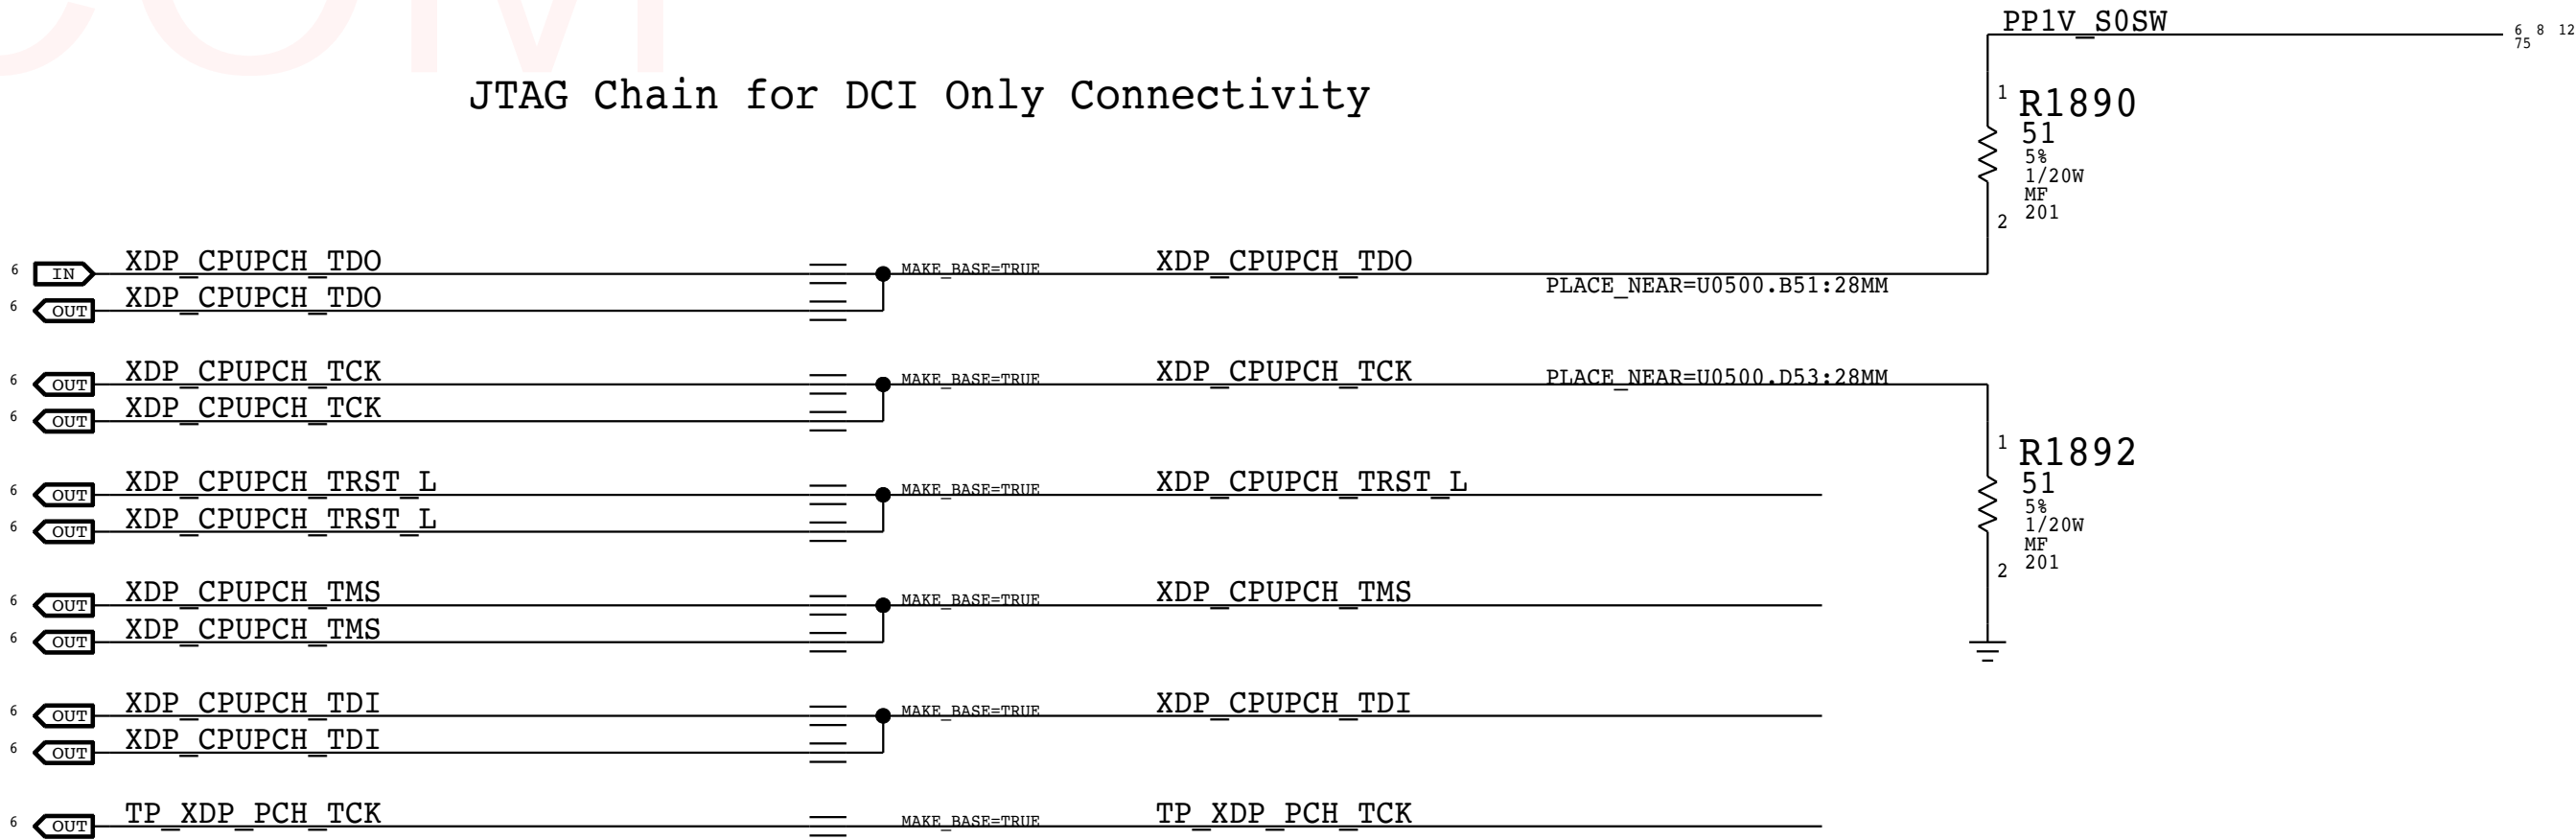 COM
PP1V_S0SW
6 8 12
75
JTAG Chain for DCI Only Connectivity
1
R1890
51
5%
1/20W
MF
201
2
6 IN XDP_CPUPCH_TDO MAKE_BASE=TRUE XDP_CPUPCH_TDO
PLACE_NEAR=U0500.B51:28MM
6 OUT XDP_CPUPCH_TDO
6 OUT XDP_CPUPCH_TCK MAKE_BASE=TRUE XDP_CPUPCH_TCK PLACE_NEAR=U0500.D53:28MM
6 OUT XDP_CPUPCH_TCK
1
R1892
51
5%
1/20W
MF
201
2
6 OUT XDP_CPUPCH_TRST_L MAKE_BASE=TRUE XDP_CPUPCH_TRST_L
6 OUT XDP_CPUPCH_TRST_L
6 OUT XDP_CPUPCH_TMS MAKE_BASE=TRUE XDP_CPUPCH_TMS
6 OUT XDP_CPUPCH_TMS
6 OUT XDP_CPUPCH_TDI MAKE_BASE=TRUE XDP_CPUPCH_TDI
6 OUT XDP_CPUPCH_TDI
6 OUT TP_XDP_PCH_TCK MAKE_BASE=TRUE TP_XDP_PCH_TCK